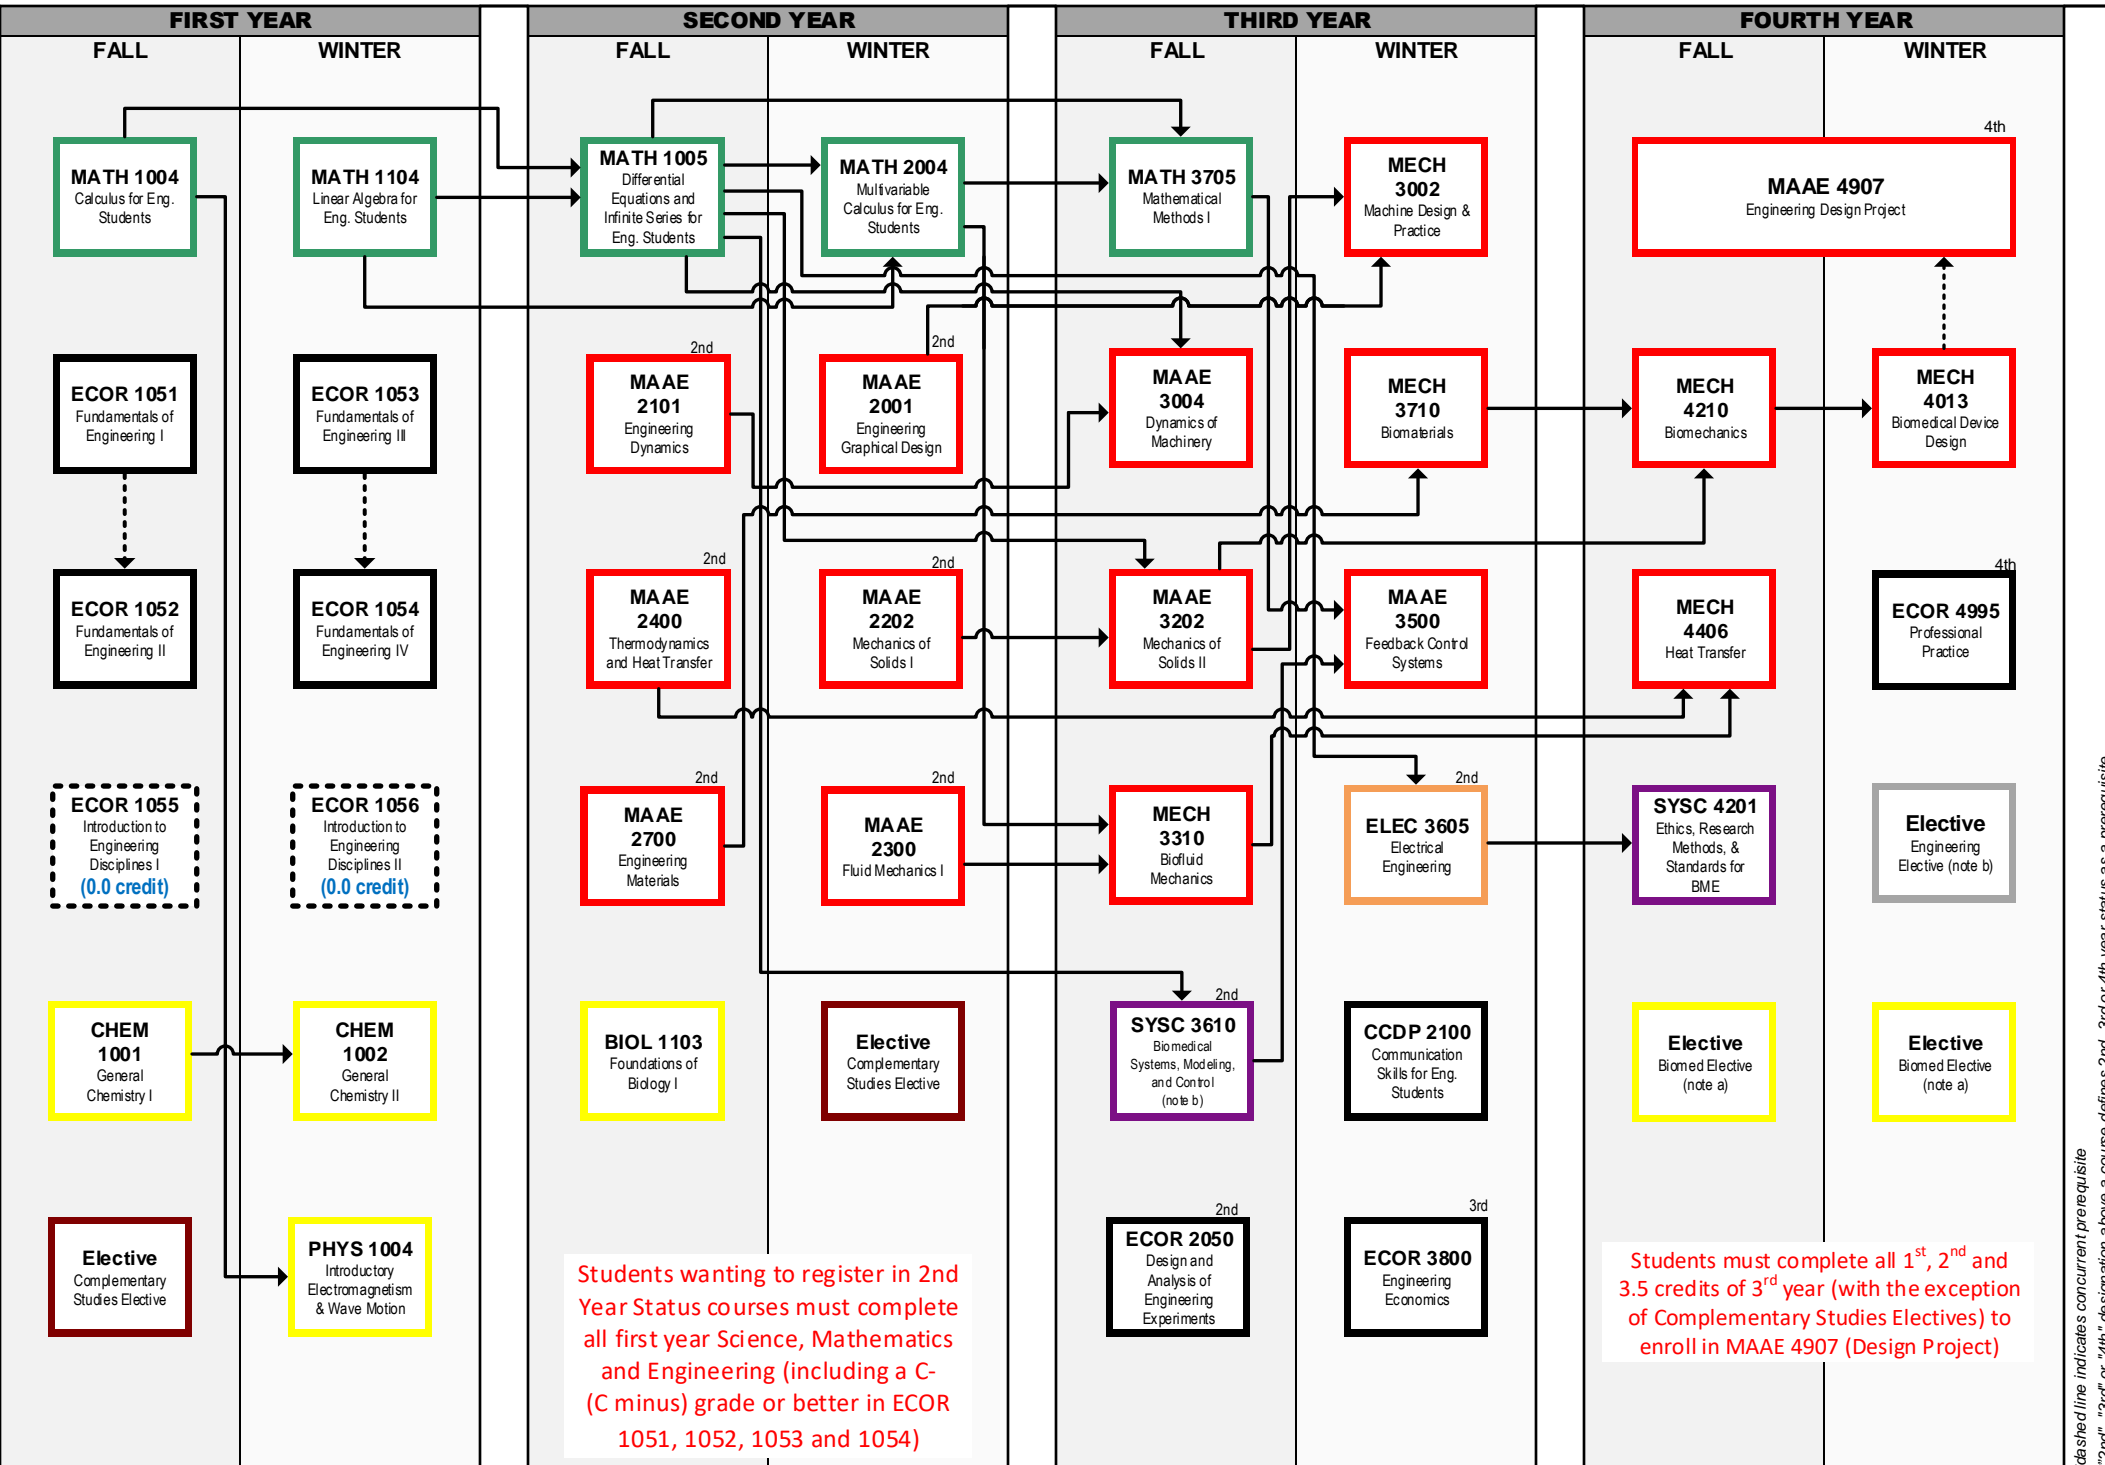 FIRST YEAR
SECOND YEAR
THIRD YEAR
FOURTH YEAR
FALL
WINTER
FALL
WINTER
FALL
WINTER
FALL
WINTER
MATH 1004
Calculus for Eng.
Students
MATH 1104
Linear Algebra for
Eng. Students
MATH 1005
Differential
Equations and
Infinite Series for
Eng. Students
MATH 2004
Multivariable
Calculus for Eng.
Students
MATH 3705
Mathematical
Methods I
MECH
3002
Machine Design &
Practice
4th
MAAE 4907
Engineering Design Project
ECOR 1051
Fundamentals of
Engineering I
ECOR 1053
Fundamentals of
Engineering III
2nd
MAAE
2101
Engineering
Dynamics
2nd
MAAE
2001
Engineering
Graphical Design
MAAE
3004
Dynamics of
Machinery
MECH
3710
Biomaterials
MECH
4210
Biomechanics
MECH
4013
Biomedical Device
Design
ECOR 1052
Fundamentals of
Engineering II
ECOR 1054
Fundamentals of
Engineering IV
2nd
MAAE
2400
Thermodynamics
and Heat Transfer
2nd
MAAE
2202
Mechanics of
Solids I
MAAE
3202
Mechanics of
Solids II
MAAE
3500
Feedback Control
Systems
MECH
4406
Heat Transfer
4th
ECOR 4995
Professional
Practice
ECOR 1055
Introduction to
Engineering
Disciplines I
(0.0 credit)
ECOR 1056
Introduction to
Engineering
Disciplines II
(0.0 credit)
2nd
MAAE
2700
Engineering
Materials
2nd
MAAE
2300
Fluid Mechanics I
MECH
3310
Biofluid
Mechanics
2nd
ELEC 3605
Electrical
Engineering
SYSC 4201
Ethics, Research
Methods, &
Standards for
BME
Elective
Engineering
Elective (note b)
CHEM
1001
General
Chemistry I
CHEM
1002
General
Chemistry II
BIOL 1103
Foundations of
Biology I
Elective
Complementary
Studies Elective
2nd
SYSC 3610
Biomedical
Systems, Modeling,
and Control
(note b)
CCDP 2100
Communication
Skills for Eng.
Students
Elective
Biomed Elective
(note a)
Elective
Biomed Elective
(note a)
Elective
Complementary
Studies Elective
PHYS 1004
Introductory
Electromagnetism
& Wave Motion
Students wanting to register in 2nd
Year Status courses must complete
all first year Science, Mathematics
and Engineering (including a C-
(C minus) grade or better in ECOR
1051, 1052, 1053 and 1054)
2nd
ECOR 2050
Design and
Analysis of
Engineering
Experiments
3rd
ECOR 3800
Engineering
Economics
Students must complete all 1st, 2nd and
3.5 credits of 3rd year (with the exception
of Complementary Studies Electives) to
enroll in MAAE 4907 (Design Project)
dashed line indicates concurrent prerequisite
"2nd", "3rd" or "4th" designation above a course defines 2nd, 3rd or 4th year status as a prerequisite